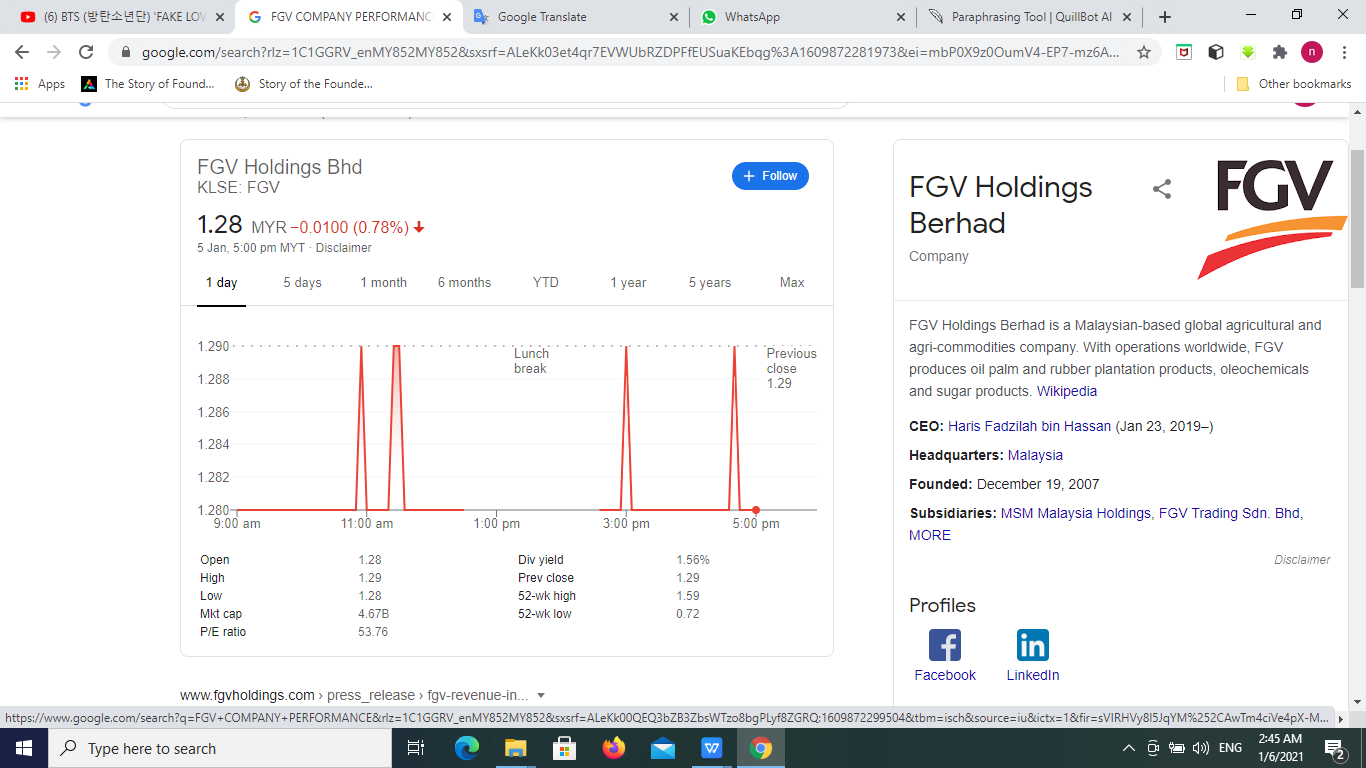 (6) BTS (방탄소년단) 'FAKE LOV
FGV COMPANY PERFORMANC
Google Translate
WhatsApp
Paraphrasing Tool | QuillBot AI
google.com/search?rlz=1C1GGRV_enMY852MY852&sxsrf=ALeKk03et4qr7EVWUbRZDPFfEUSuaKEbqg%3A1609872281973&ei=mbP0X9z0OumV4-EP7-mz6A...
n
Apps
The Story of Found...
Story of the Founde...
Other bookmarks
FGV Holdings Bhd
KLSE: FGV
Follow
1.28 MYR −0.0100 (0.78%)
5 Jan, 5:00 pm MYT · Disclaimer
1 day 5 days 1 month 6 months YTD 1 year 5 years Max
1.290
1.288
1.286
1.284
1.282
1.280
Lunch
break
Previous
close
1.29
9:00 am 11:00 am 1:00 pm 3:00 pm 5:00 pm
Open 1.28 Div yield 1.56%
High 1.29 Prev close 1.29
Low 1.28 52-wk high 1.59
Mkt cap 4.67B 52-wk low 0.72
P/E ratio 53.76
www.fgvholdings.com › press_release › fgv-revenue-in...
FGV Holdings
Berhad
Company
FGV
FGV Holdings Berhad is a Malaysian-based global agricultural and
agri-commodities company. With operations worldwide, FGV
produces oil palm and rubber plantation products, oleochemicals
and sugar products. Wikipedia
CEO: Haris Fadzilah bin Hassan (Jan 23, 2019–)
Headquarters: Malaysia
Founded: December 19, 2007
Subsidiaries: MSM Malaysia Holdings, FGV Trading Sdn. Bhd,
MORE
Disclaimer
Profiles
Facebook
LinkedIn
https://www.google.com/search?q=FGV+COMPANY+PERFORMANCE&rlz=1C1GGRV_enMY852MY852&sxsrf=ALeKk00QEQ3bZB3ZbsWTzo8bgPLyf8ZGRQ:1609872299504&tbm=isch&source=iu&ictx=1&fir=sVIRHVy8I5JqYM%252CAwTm4ciVe4pX-M...
Type here to search
ENG
2:45 AM
1/6/2021
2